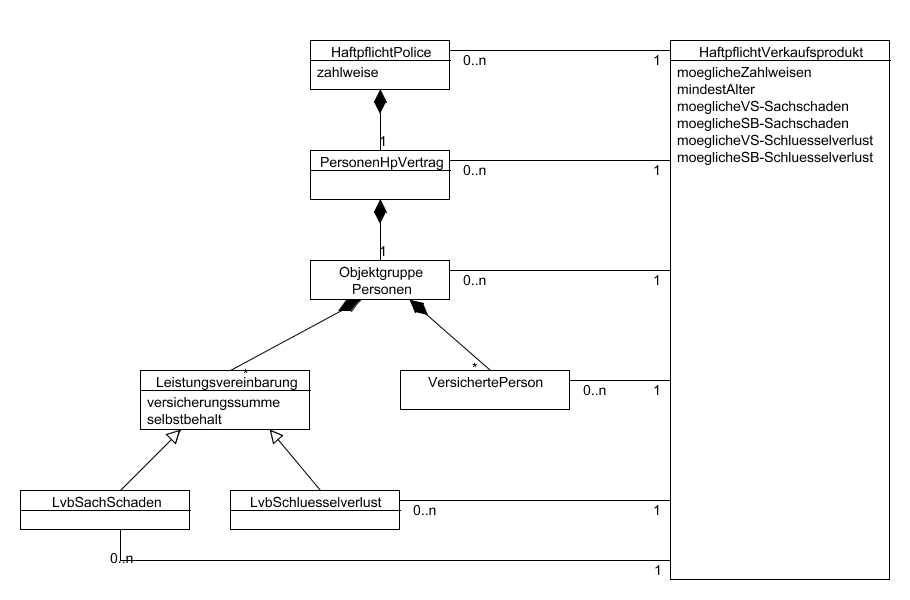 HaftpflichtPolice
zahlweise
0..n
1
HaftpflichtVerkaufsprodukt
moeglicheZahlweisen
mindestAlter
moeglicheVS-Sachschaden
moeglicheSB-Sachschaden
moeglicheVS-Schluesselverlust
moeglicheSB-Schluesselverlust
1
PersonenHpVertrag
0..n
1
1
Objektgruppe
Personen
0..n
1
*
Leistungsvereinbarung
versicherungssumme
selbstbehalt
*
VersichertePerson
0..n
1
LvbSachSchaden
LvbSchluesselverlust
0..n
1
0..n
1